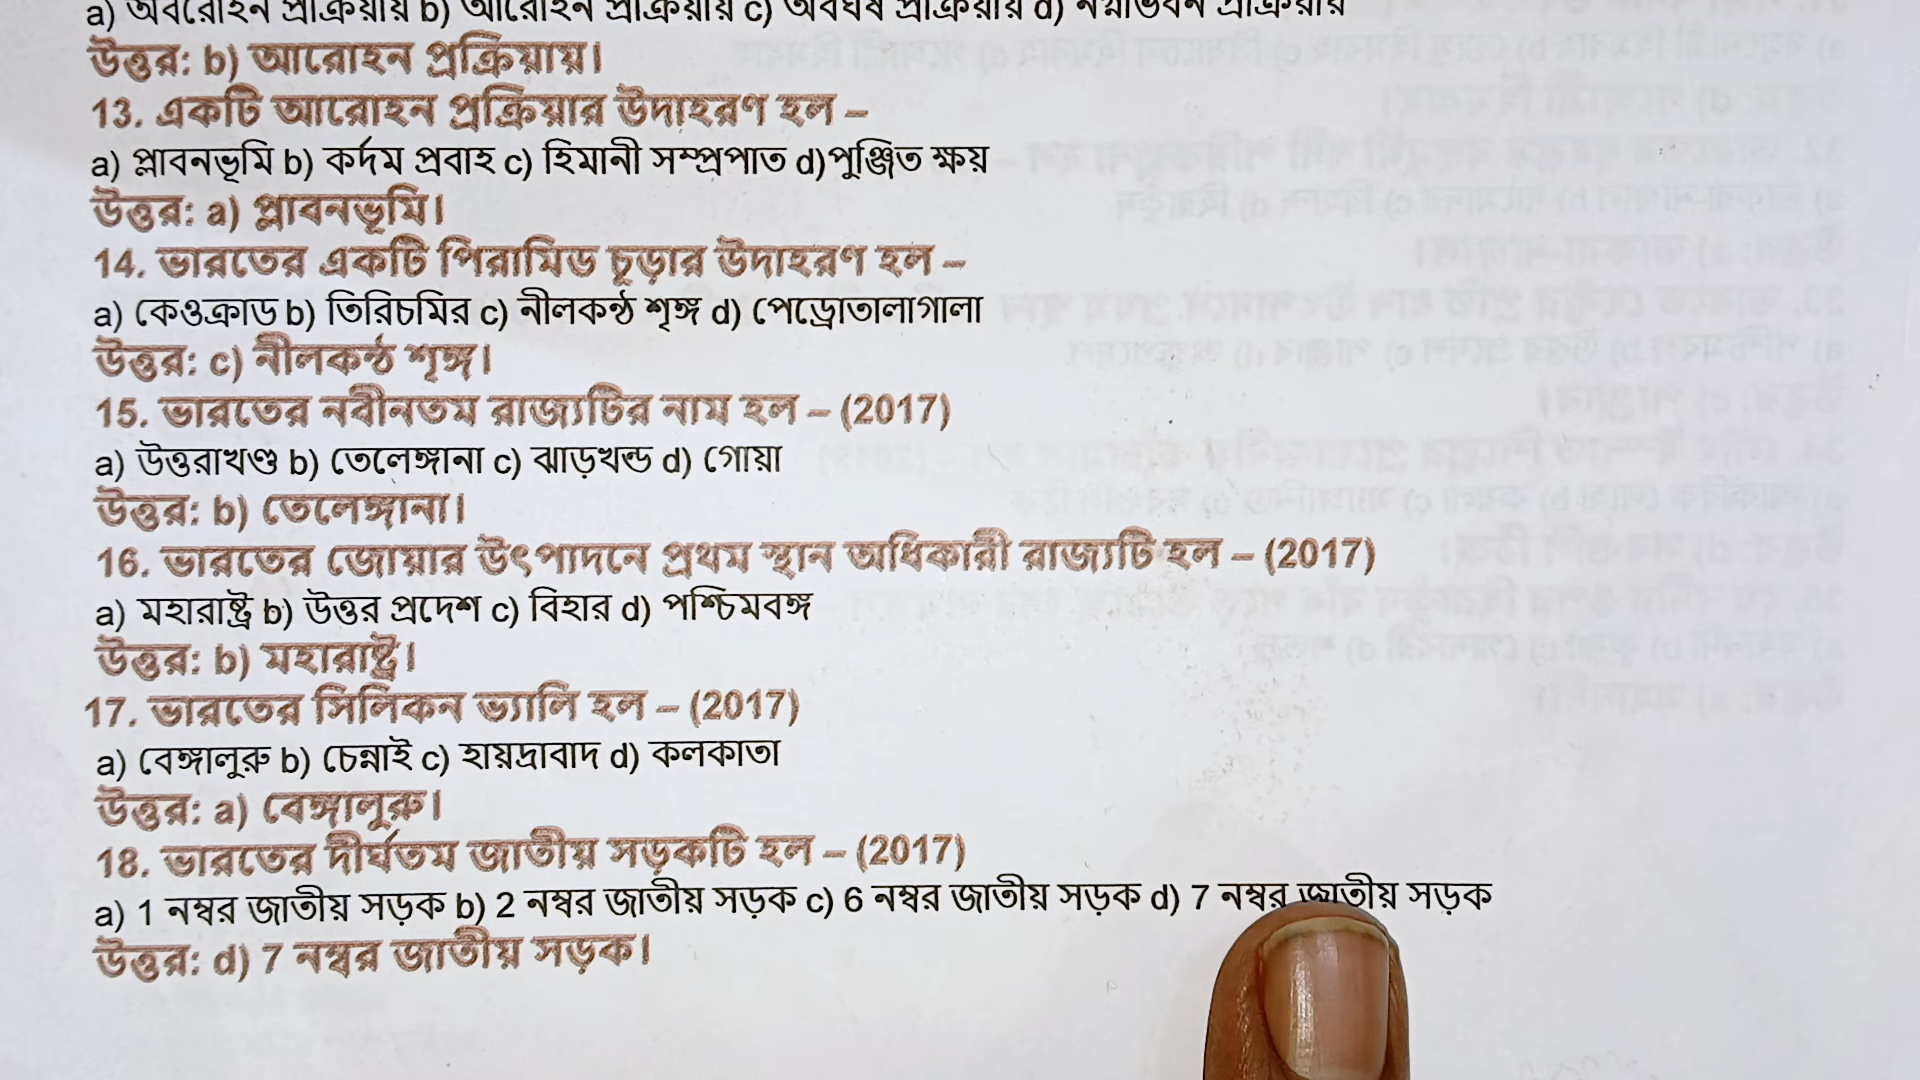 a) অবরোহন প্রক্রিয়ায় b) আরোহন প্রক্রিয়ায় c) অবঘর্ষ প্রক্রিয়ায় d) নগ্নীভবন প্রক্রিয়ায়
উত্তর: b) আরোহন প্রক্রিয়ায়।
13. একটি আরোহন প্রক্রিয়ার উদাহরণ হল –
a) প্লাবনভূমি b) কর্দম প্রবাহ c) হিমানী সম্প্রপাত d)পুঞ্জিত ক্ষয়
উত্তর: a) প্লাবনভূমি।
14. ভারতের একটি পিরামিড চূড়ার উদাহরণ হল –
a) কেওক্রাড b) তিরিচমির c) নীলকন্ঠ শৃঙ্গ d) পেড্রোতালাগালা
উত্তর: c) নীলকন্ঠ শৃঙ্গ।
15. ভারতের নবীনতম রাজ্যটির নাম হল – (2017)
a) উত্তরাখণ্ড b) তেলেঙ্গানা c) ঝাড়খন্ড d) গোয়া
উত্তর: b) তেলেঙ্গানা।
16. ভারতের জোয়ার উৎপাদনে প্রথম স্থান অধিকারী রাজ্যটি হল – (2017)
a) মহারাষ্ট্র b) উত্তর প্রদেশ c) বিহার d) পশ্চিমবঙ্গ
উত্তর: b) মহারাষ্ট্র।
17. ভারতের সিলিকন ভ্যালি হল – (2017)
a) বেঙ্গালুরু b) চেন্নাই c) হায়দ্রাবাদ d) কলকাতা
উত্তর: a) বেঙ্গালুরু।
18. ভারতের দীর্ঘতম জাতীয় সড়কটি হল – (2017)
a) 1 নম্বর জাতীয় সড়ক b) 2 নম্বর জাতীয় সড়ক c) 6 নম্বর জাতীয় সড়ক d) 7 নম্বর জাতীয় সড়ক
উত্তর: d) 7 নম্বর জাতীয় সড়ক।